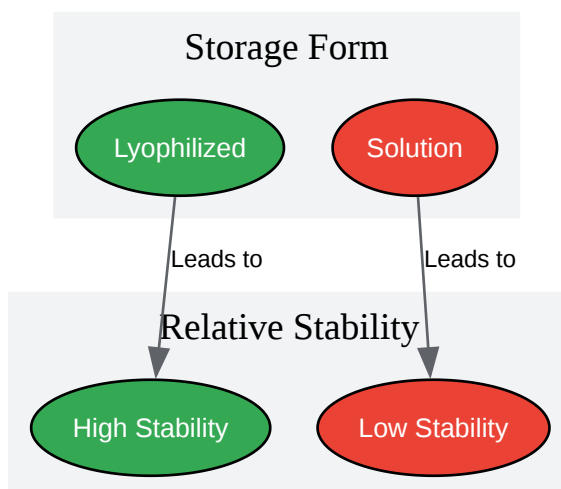 Storage Form
Lyophilized
Solution
Leads to
Leads to
Relative Stability
High Stability
Low Stability